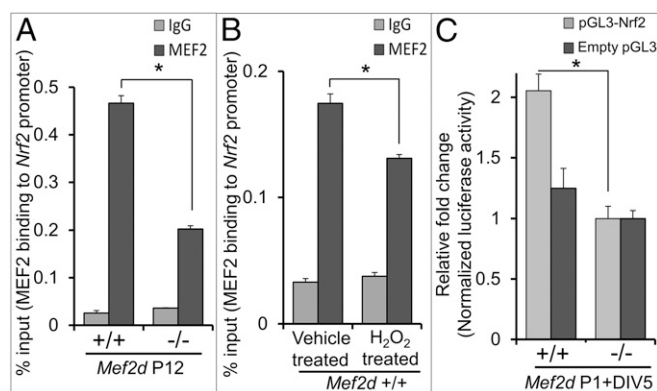 A
IgG
MEF2
*
% input (MEF2 binding to Nrf2 promoter)
0.5
0.4
0.3
0.2
0.1
0
+/+
-/-
Mef2d P12
B
IgG
MEF2
*
% input (MEF2 binding to Nrf2 promoter)
0.2
0.1
0
Vehicle treated
H₂O₂ treated
Mef2d +/+
C
pGL3-Nrf2
Empty pGL3
*
Relative fold change
(Normalized luciferase activity)
2
1.5
1
0.5
0
+/+
-/-
Mef2d P1+DIV5